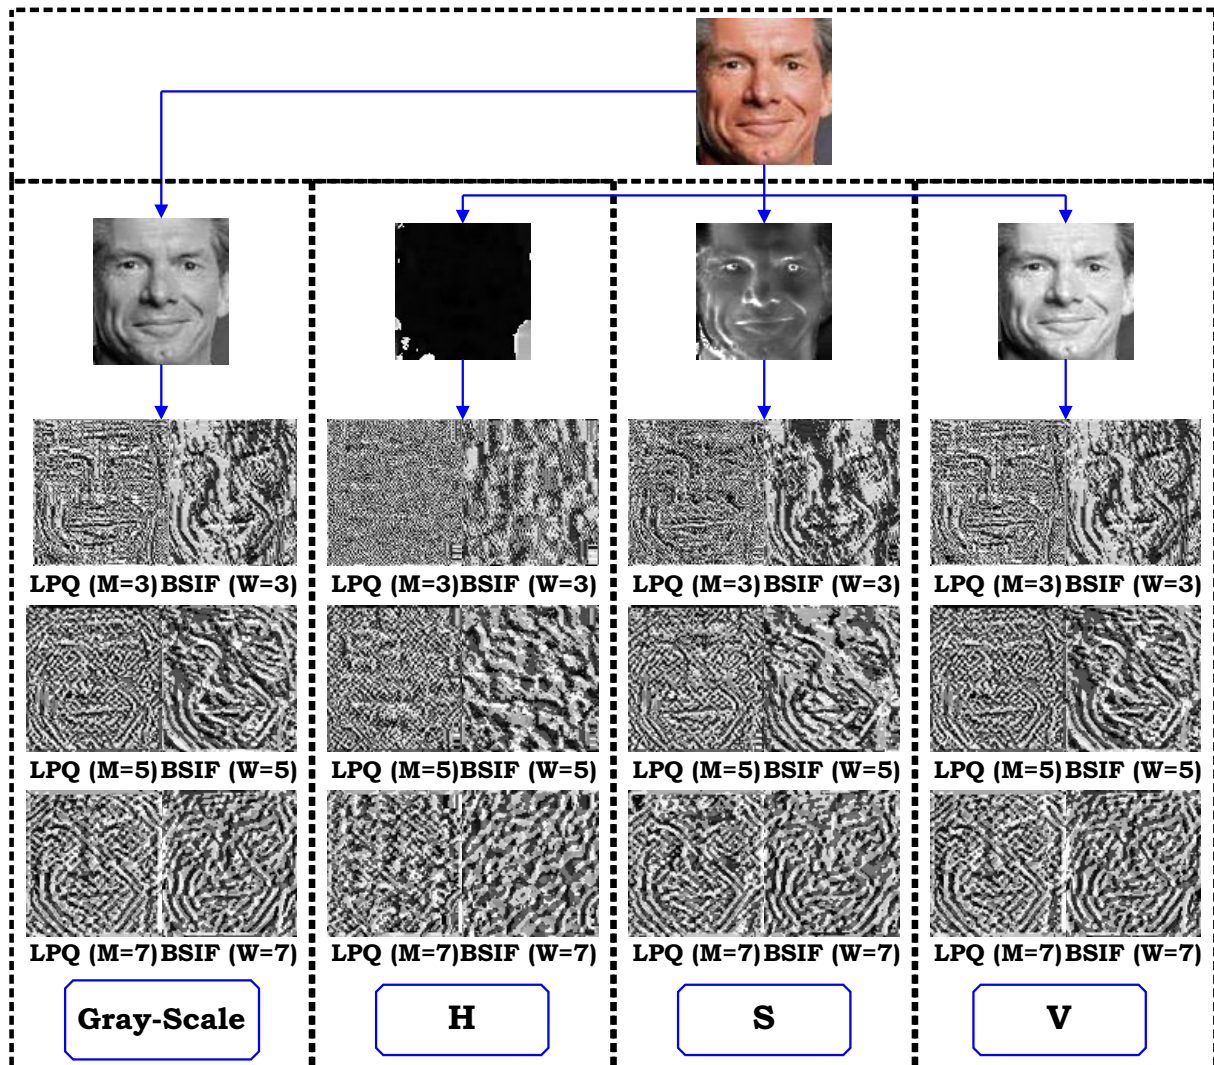 LPQ (M=3) BSIF (W=3) LPQ (M=3) BSIF (W=3) LPQ (M=3) BSIF (W=3) LPQ (M=3) BSIF (W=3)
LPQ (M=5) BSIF (W=5) LPQ (M=5) BSIF (W=5) LPQ (M=5) BSIF (W=5) LPQ (M=5) BSIF (W=5)
LPQ (M=7) BSIF (W=7) LPQ (M=7) BSIF (W=7) LPQ (M=7) BSIF (W=7) LPQ (M=7) BSIF (W=7)
Gray-Scale H S V